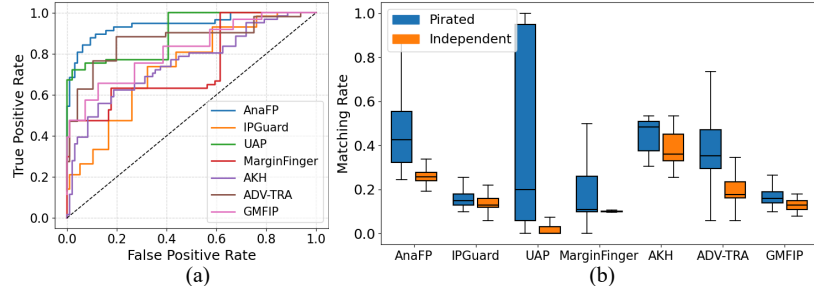 1.0
0.8
0.6
0.4
0.2
0.0
True Positive Rate
0.0 0.2 0.4 0.6 0.8 1.0
False Positive Rate
AnaFP
IPGuard
UAP
MarginFinger
AKH
ADV-TRA
GMFIP
(a)
1.0
0.8
0.6
0.4
0.2
0.0
Matching Rate
Pirated
Independent
AnaFP IPGuard UAP MarginFinger AKH ADV-TRA GMFIP
(b)